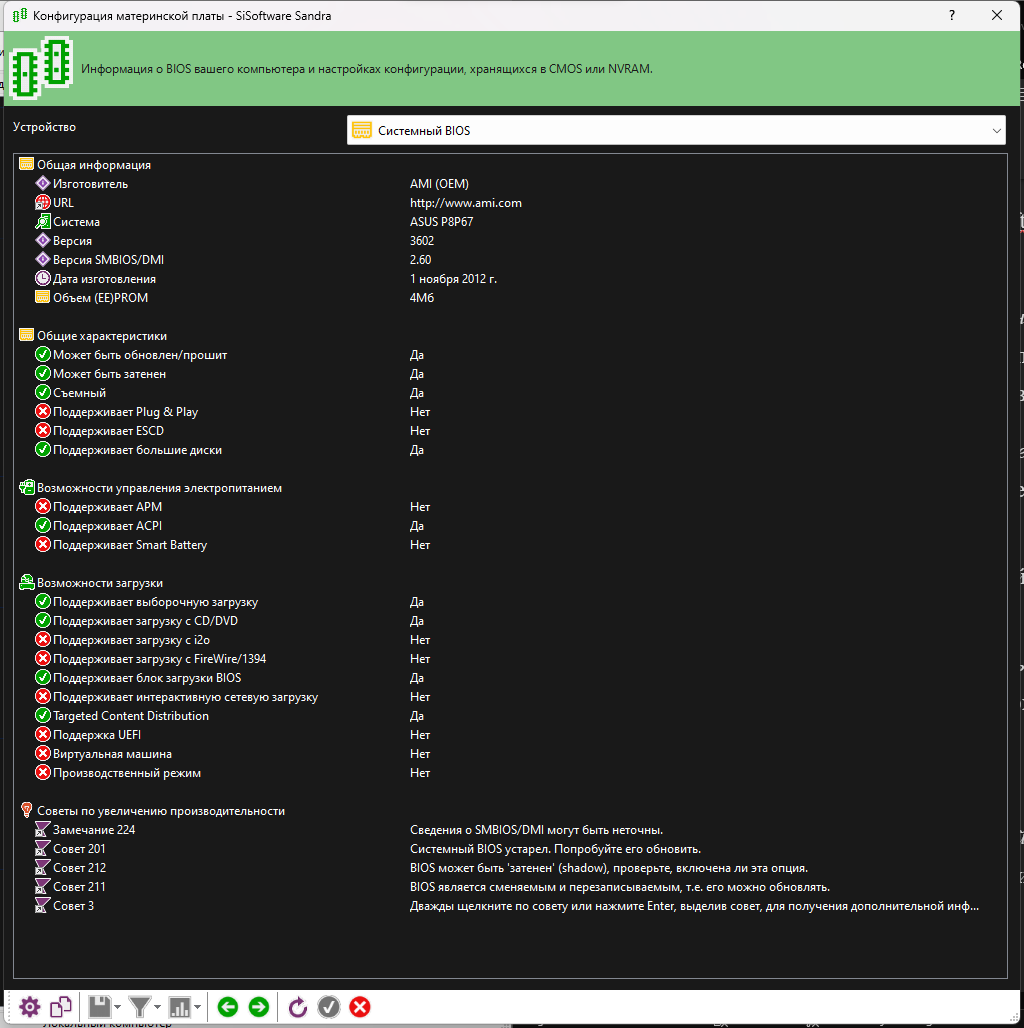 Конфигурация материнской платы - SiSoftware Sandra
?
Информация о BIOS вашего компьютера и настройках конфигурации, хранящихся в CMOS или NVRAM.
Устройство
Системный BIOS
Общая информация
Изготовитель AMI (OEM)
URL http://www.ami.com
Система ASUS P8P67
Версия 3602
Версия SMBIOS/DMI 2.60
Дата изготовления 1 ноября 2012 г.
Объем (EE)PROM 4Мб
Общие характеристики
Может быть обновлен/прошит Да
Может быть затенен Да
Съемный Да
Поддерживает Plug & Play Нет
Поддерживает ESCD Нет
Поддерживает большие диски Да
Возможности управления электропитанием
Поддерживает APM Нет
Поддерживает ACPI Да
Поддерживает Smart Battery Нет
Возможности загрузки
Поддерживает выборочную загрузку Да
Поддерживает загрузку с CD/DVD Да
Поддерживает загрузку с i2o Нет
Поддерживает загрузку с FireWire/1394 Нет
Поддерживает блок загрузки BIOS Да
Поддерживает интерактивную сетевую загрузку Нет
Targeted Content Distribution Да
Поддержка UEFI Нет
Виртуальная машина Нет
Производственный режим Нет
Советы по увеличению производительности
Замечание 224 Сведения о SMBIOS/DMI могут быть неточны.
Совет 201 Системный BIOS устарел. Попробуйте его обновить.
Совет 212 BIOS может быть 'затенен' (shadow), проверьте, включена ли эта опция.
Совет 211 BIOS является сменяемым и перезаписываемым, т.е. его можно обновлять.
Совет 3 Дважды щелкните по совету или нажмите Enter, выделив совет, для получения дополнительной инф...